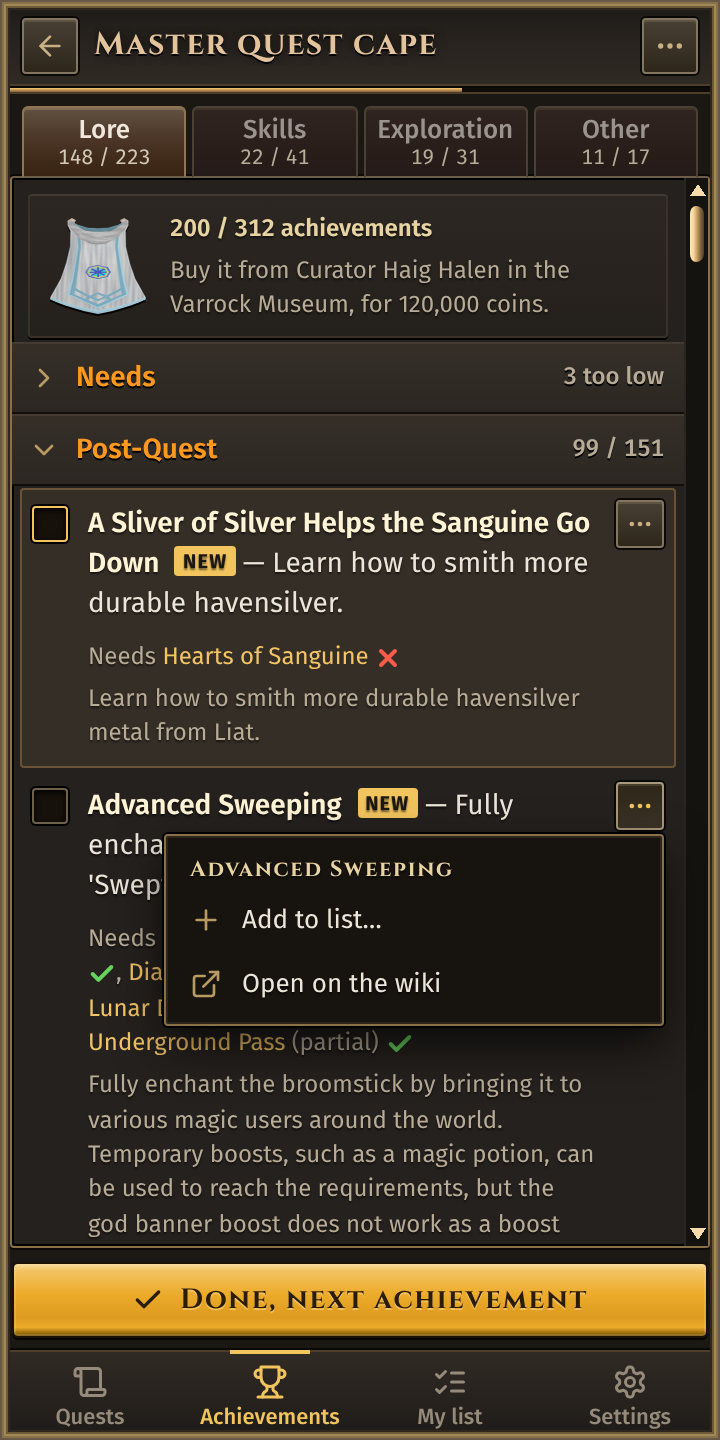 Master Quest Cape
Lore
148 / 223
Skills
22 / 41
Exploration
19 / 31
Other
11 / 17
200 / 312 achievements
Buy it from Curator Haig Halen in the
Varrock Museum, for 120,000 coins.
Needs
3 too low
Post-Quest
99 / 151
A Sliver of Silver Helps the Sanguine Go
Down NEW — Learn how to smith more
durable havensilver.
Needs Hearts of Sanguine
Learn how to smith more durable havensilver
metal from Liat.
Advanced Sweeping NEW — Fully
Advanced Sweeping
Add to list...
Open on the wiki
Needs
Lunar
Underground Pass (partial)
Fully enchant the broomstick by bringing it to
various magic users around the world.
Temporary boosts, such as a magic potion, can
be used to reach the requirements, but the
god banner boost does not work as a boost
Done, next achievement
Quests
Achievements
My list
Settings